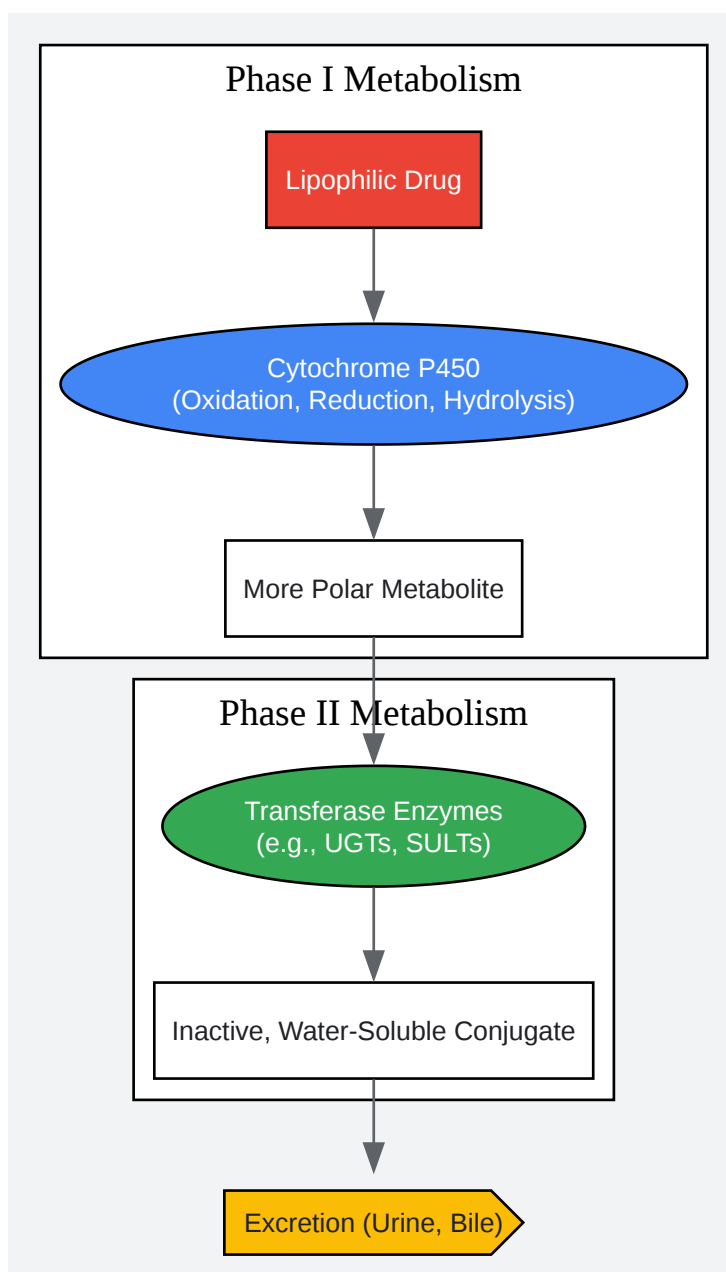 Phase I Metabolism
Lipophilic Drug
Cytochrome P450
(Oxidation, Reduction, Hydrolysis)
More Polar Metabolite
Phase II Metabolism
Transferase Enzymes
(e.g., UGTs, SULTs)
Inactive, Water-Soluble Conjugate
Excretion (Urine, Bile)